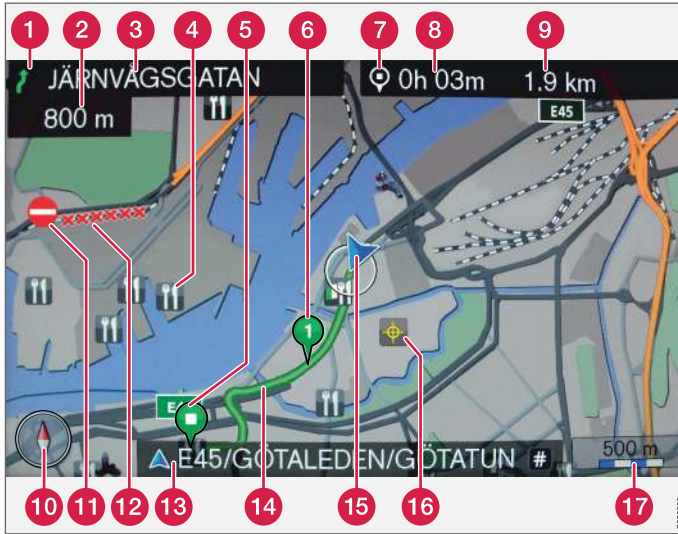 1 2 3 4 5 6 7 8 9
JÄRNVÅGSGATAN
0h 03m 1.9 km
800 m
E45
1
E45/GÖTALEDEN/GÖTATUN #
500 m
10 11 12 13 14 15 16 17